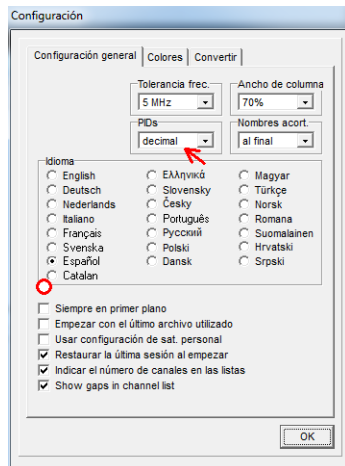 Configuración
Configuración general Colores Convertir
Tolerancia frec. Ancho de columna
5 MHz 70%
PIDs Nombres acort.
decimal al final
Idioma
English Ελληνικά Magyar
Deutsch Slovensky Türkçe
Nederlands Česky Norsk
Italiano Português Romana
Français Русский Suomalainen
Svenska Polski Hrvatski
Español Dansk Srpski
Catalan
Siempre en primer plano
Empezar con el último archivo utilizado
Usar configuración de sat. personal
Restaurar la última sesión al empezar
Indicar el número de canales en las listas
Show gaps in channel list
OK